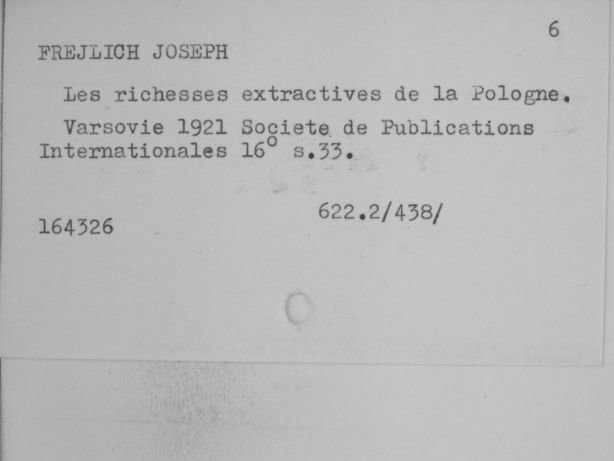 6
FREJLICH JOSEPH
Les richesses extractives de la Pologne.
Varsovie 1921 Societe de Publications
Internationales 16° s.33.
622.2/438/
164326